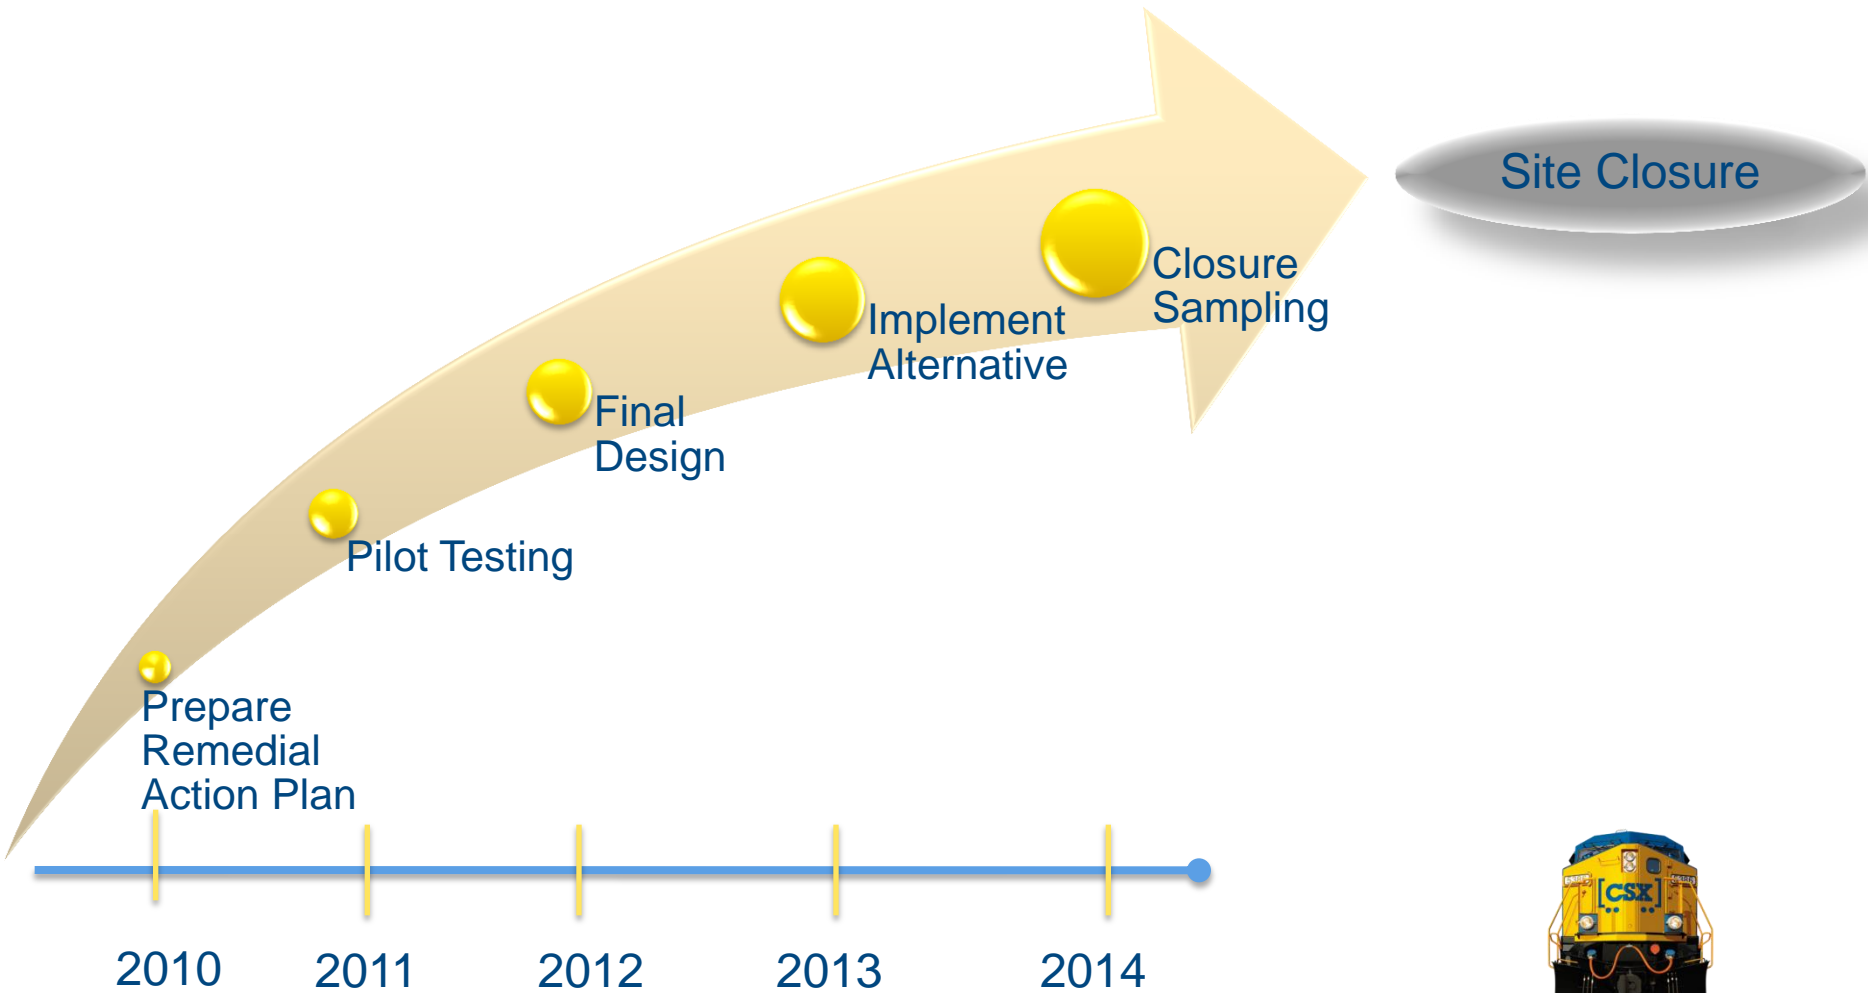 Site Closure
Closure
Sampling
Implement
Alternative
Final
Design
Pilot Testing
Prepare
Remedial
Action Plan
[CSX]
2010
2011
2012
2013
2014